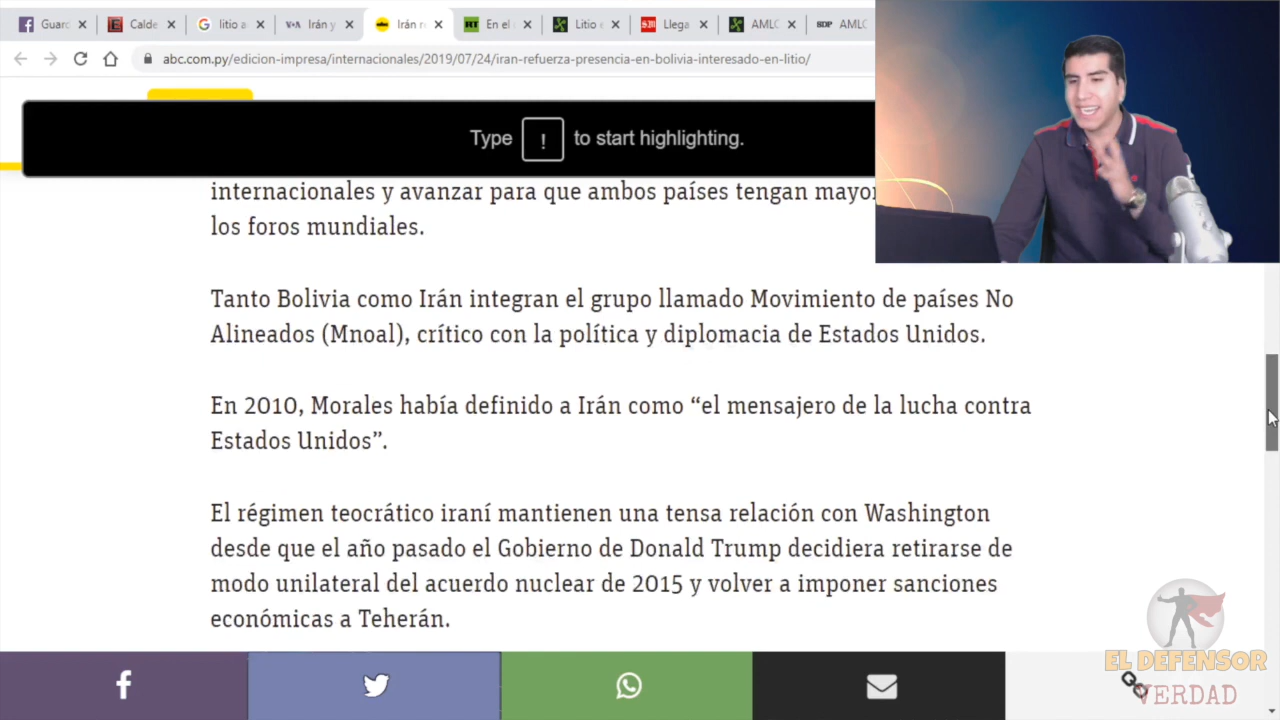 Guard
Calde
litio a
VOA Irán y
Irán r
RT En el
Litio e
SM Llega
AMLC
SDP AMLC
abc.com.py/edicion-impresa/internacionales/2019/07/24/iran-refuerza-presencia-en-bolivia-interesado-en-litio/
Type ! to start highlighting.
internacionales y avanzar para que ambos países tengan mayor
los foros mundiales.
Tanto Bolivia como Irán integran el grupo llamado Movimiento de países No
Alineados (Mnoal), crítico con la política y diplomacia de Estados Unidos.
En 2010, Morales había definido a Irán como “el mensajero de la lucha contra
Estados Unidos”.
El régimen teocrático iraní mantienen una tensa relación con Washington
desde que el año pasado el Gobierno de Donald Trump decidiera retirarse de
modo unilateral del acuerdo nuclear de 2015 y volver a imponer sanciones
económicas a Teherán.
EL DEFENSOR
VERDAD